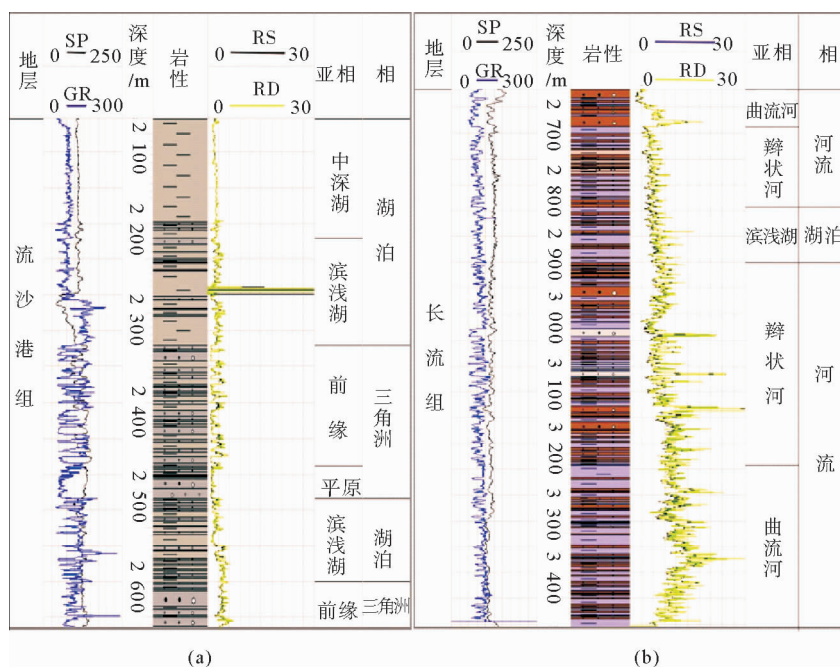 地层
SP
0 250
GR
0 300
深度/m
岩性
RS
0 30
RD
0 30
亚相
相
流沙港组
2 100
2 200
2 300
2 400
2 500
2 600
中深湖
滨浅湖
前缘
平原
滨浅湖
前缘
湖泊
三角洲
湖泊
三角洲
(a)
地层
SP
0 250
GR
0 300
深度/m
岩性
RS
0 30
RD
0 30
亚相
相
长流组
2 700
2 800
2 900
3 000
3 100
3 200
3 300
3 400
曲流河
辫状河
滨浅湖
辫状河
曲流河
河流
湖泊
河流
(b)